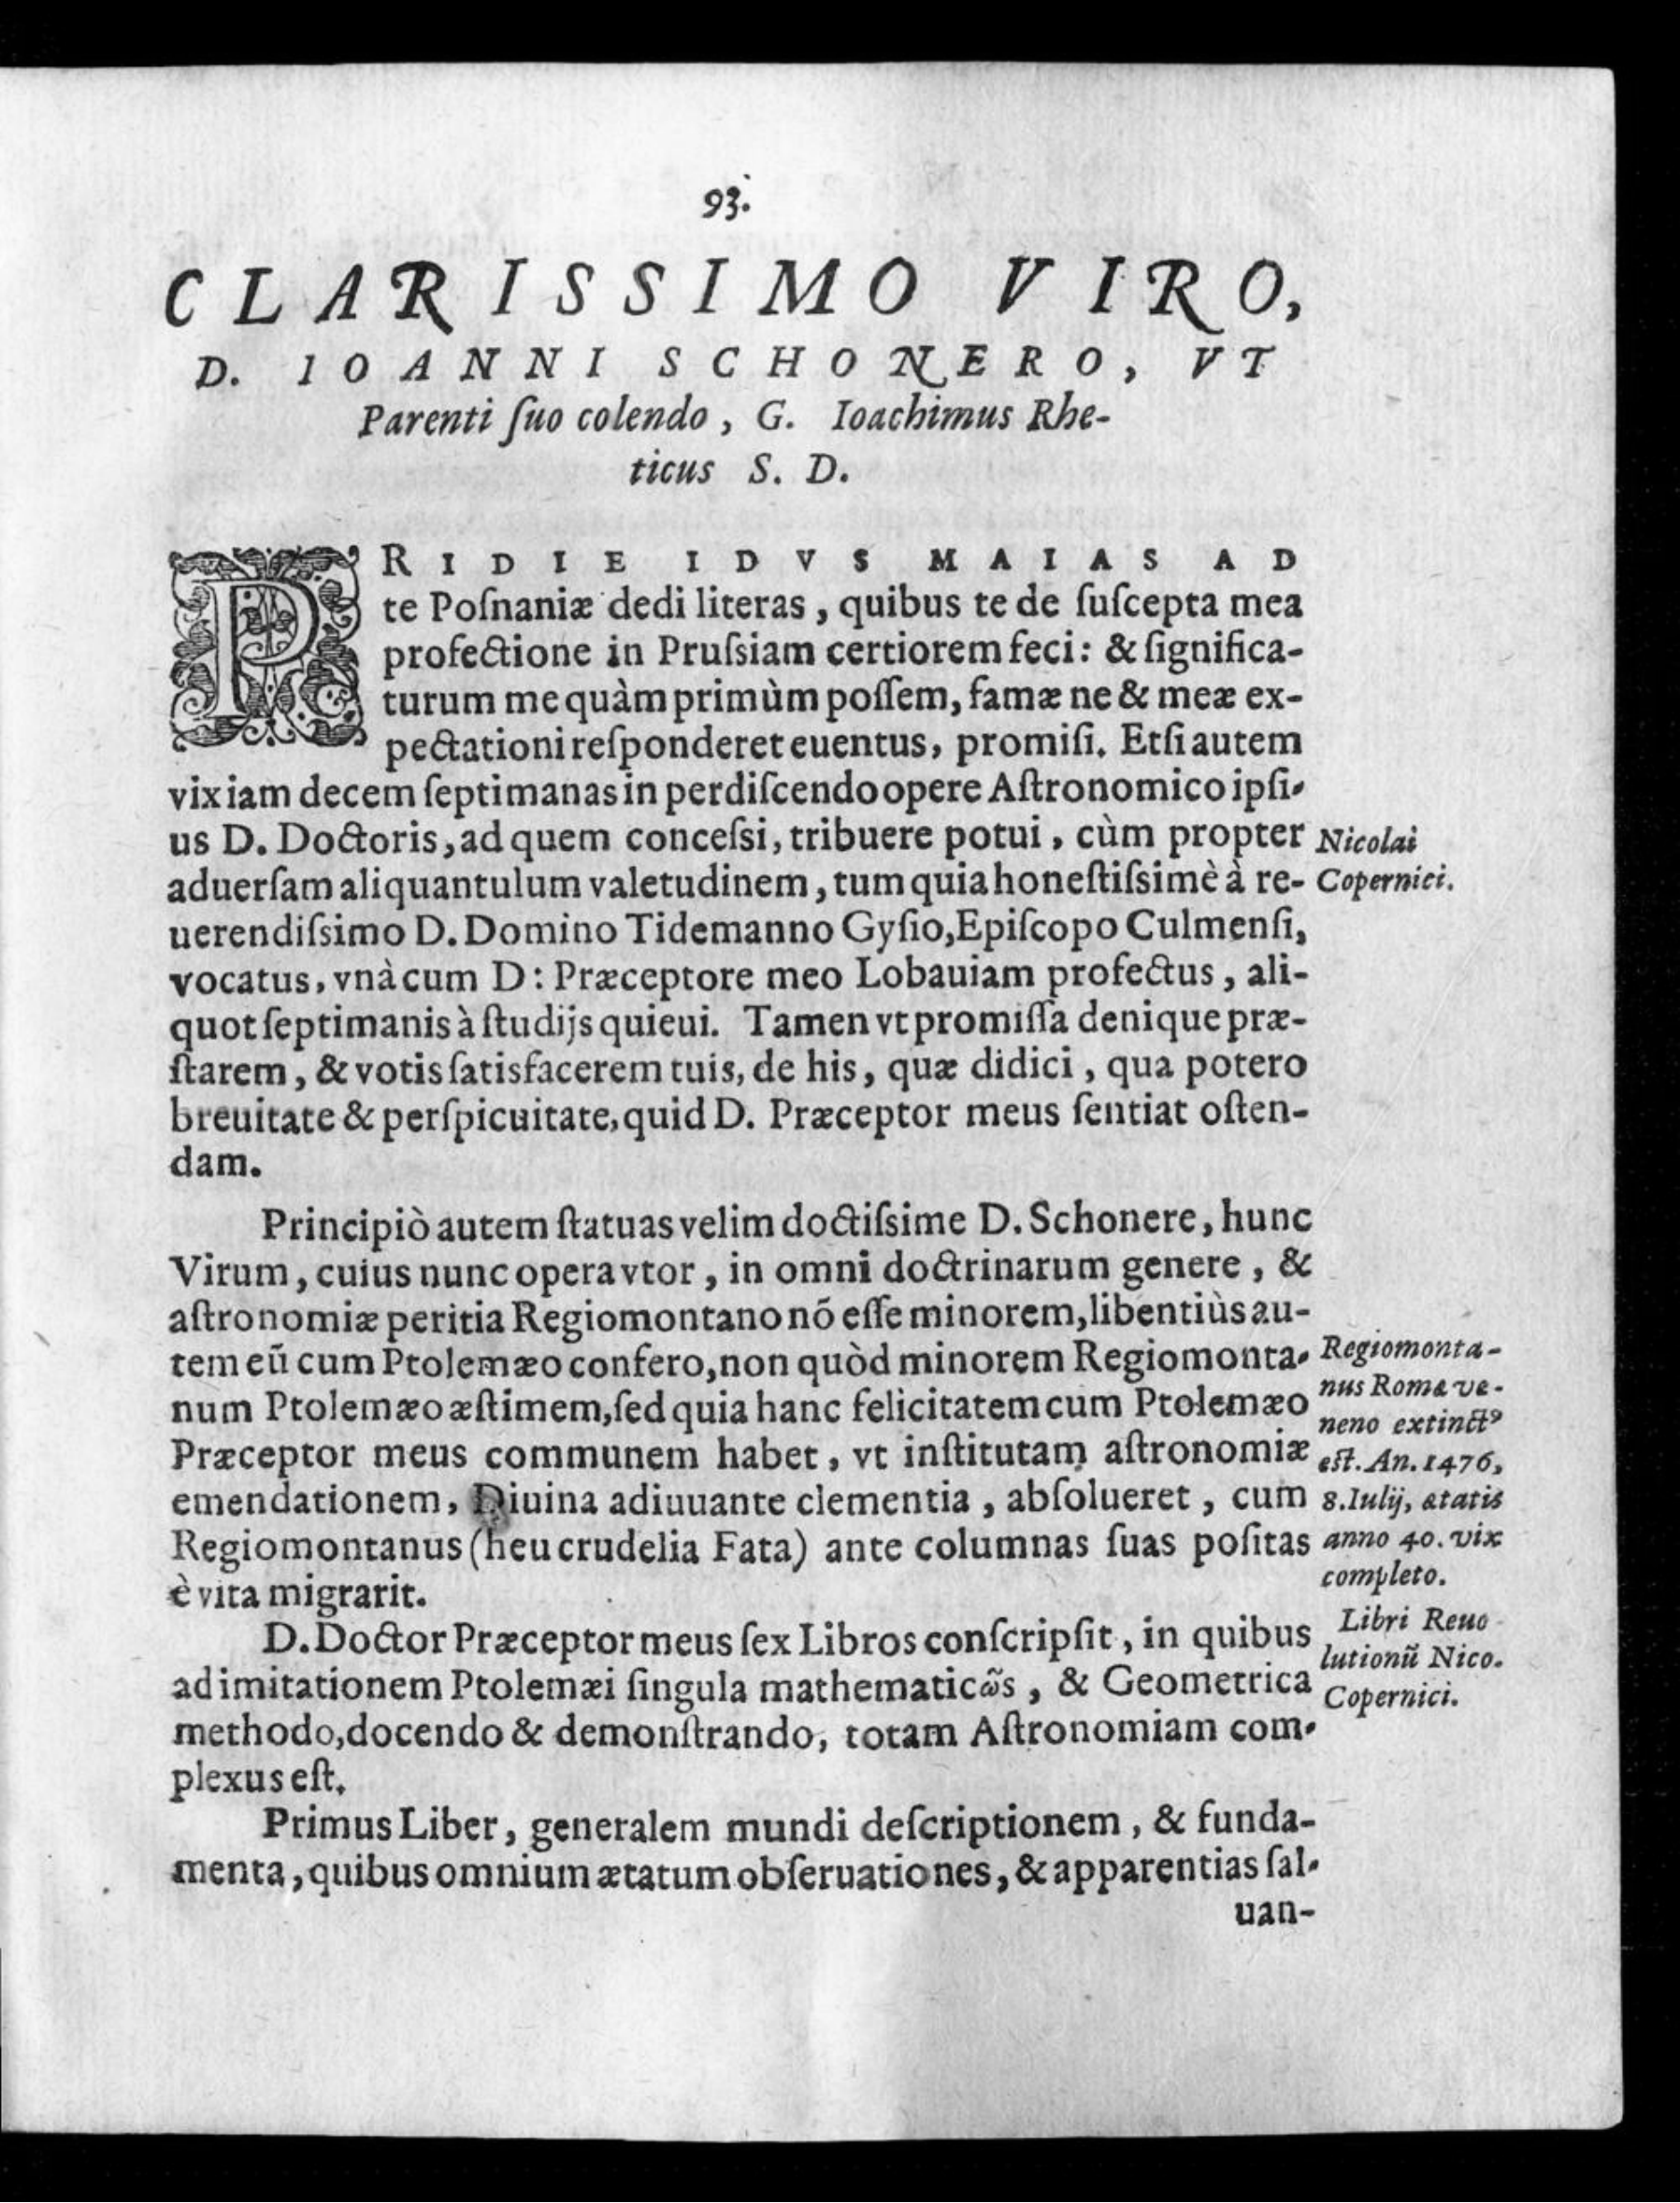 93.
CLARISSIMO VIRO,
D. IOANNI SCHONERO, VT
Parenti ſuo colendo, G. Ioachimus Rhe-
ticus S. D.
PRIDIE IDVS MAIAS AD
te Poſnaniæ dedi literas, quibus te de ſuſcepta mea
profectione in Pruſsiam certiorem feci: & ſignifica-
turum me quàm primùm poſſem, famæ ne & meæ ex-
pectationi reſponderet euentus, promiſi. Etſi autem
vix iam decem ſeptimanas in perdiſcendo opere Aſtronomico ipſi-
us D. Doctoris, ad quem conceſsi, tribuere potui, cùm propter
aduerſam aliquantulum valetudinem, tum quia honeſtiſsimè à re-
uerendiſsimo D. Domino Tidemanno Gyſio, Epiſcopo Culmenſi,
vocatus, vnà cum D: Præceptore meo Lobauiam profectus, ali-
quot ſeptimanis à ſtudijs quieui. Tamen vt promiſſa denique præ-
ſtarem, & votis ſatisfacerem tuis, de his, quæ didici, qua potero
breuitate & perſpicuitate, quid D. Præceptor meus ſentiat oſten-
dam.
Nicolai
Copernici.
Principiò autem ſtatuas velim doctiſsime D. Schonere, hunc
Virum, cuius nunc opera vtor, in omni doctrinarum genere, &
aſtronomiæ peritia Regiomontano nõ eſſe minorem, libentiùs au-
tem eũ cum Ptolemæo confero, non quòd minorem Regiomonta-
num Ptolemæo æſtimem, ſed quia hanc felicitatem cum Ptolemæo
Præceptor meus communem habet, vt inſtitutam aſtronomiæ
emendationem, Diuina adiuuante clementia, abſolueret, cum
Regiomontanus (heu crudelia Fata) ante columnas ſuas poſitas
è vita migrarit.
Regiomonta-
nus Romæ ve-
neno extinctꝰ
eſt. An. 1476,
8. Iulij, ætatis
anno 40. vix
completo.
D. Doctor Præceptor meus ſex Libros conſcripſit, in quibus
ad imitationem Ptolemæi ſingula mathematicω̃s, & Geometrica
methodo, docendo & demonſtrando, totam Aſtronomiam com-
plexus eſt.
Libri Reuo-
lutionũ Nico.
Copernici.
Primus Liber, generalem mundi deſcriptionem, & funda-
menta, quibus omnium ætatum obſeruationes, & apparentias ſal-
uan-